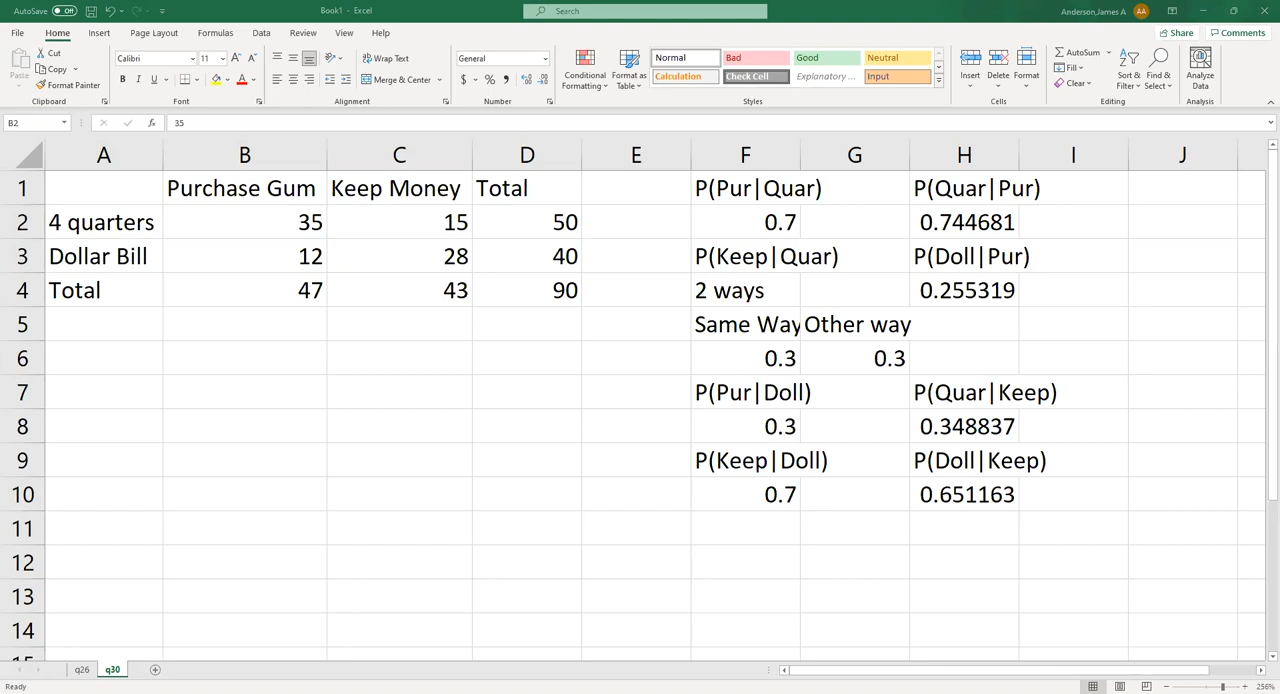 AutoSave Off Book1 - Excel Search Anderson,James A AA
File Home Insert Page Layout Formulas Data Review View Help Share Comments
Paste Cut Copy Format Painter Clipboard
Calibri 11 A A B I U A Font
Wrap Text Merge & Center Alignment
General $ % , Number
Conditional Formatting Format as Table
Normal Bad Good Neutral
Calculation Check Cell Explanatory ... Input
Styles
Insert Delete Format Cells
AutoSum Fill Clear Sort & Filter Find & Select Editing
Analyze Data Analysis
B2 fx 35
A B C D E F G H I J
1 Purchase Gum Keep Money Total P(Pur|Quar) P(Quar|Pur)
2 4 quarters 35 15 50 0.7 0.744681
3 Dollar Bill 12 28 40 P(Keep|Quar) P(Doll|Pur)
4 Total 47 43 90 2 ways 0.255319
5 Same Way Other way
6 0.3 0.3
7 P(Pur|Doll) P(Quar|Keep)
8 0.3 0.348837
9 P(Keep|Doll) P(Doll|Keep)
10 0.7 0.651163
11
12
13
14
15
q26 q30
Ready 256%